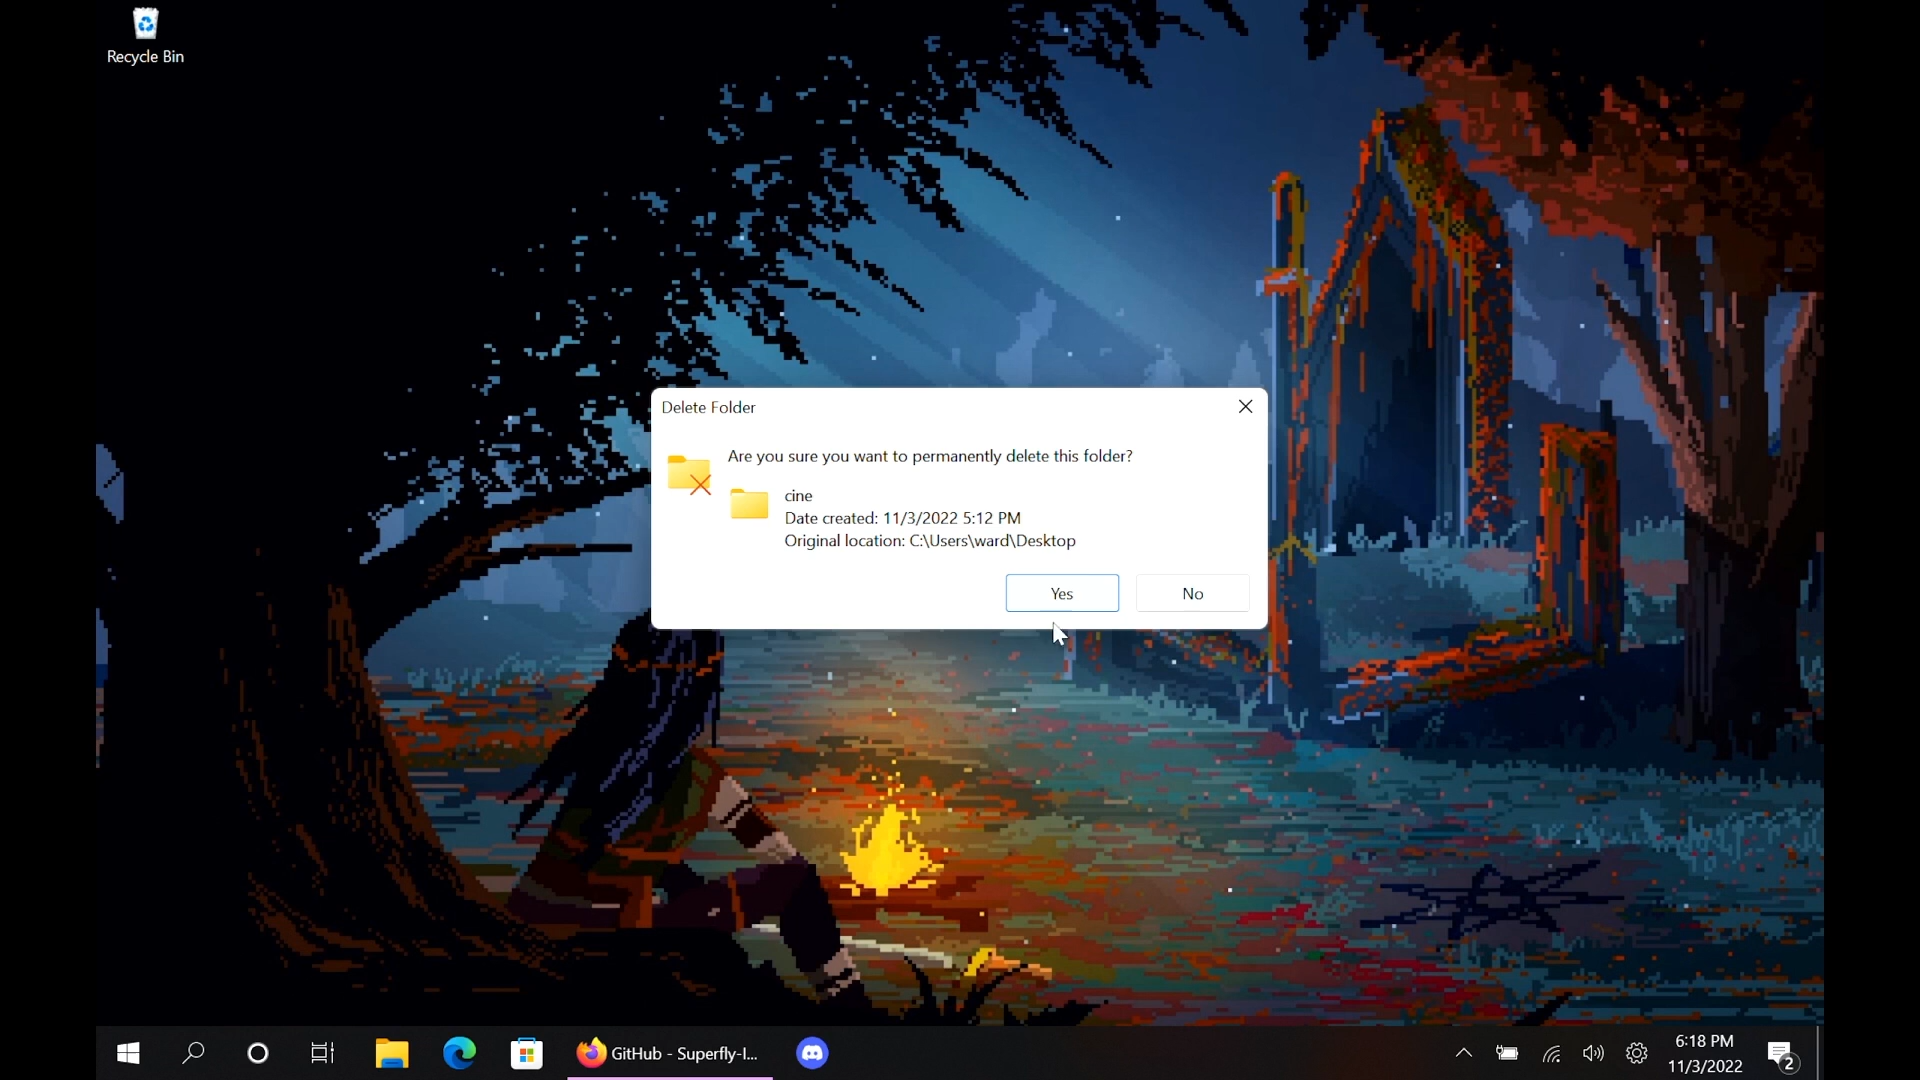 Recycle Bin
Delete Folder
Are you sure you want to permanently delete this folder?
cine
Date created: 11/3/2022 5:12 PM
Original location: C:\Users\ward\Desktop
Yes
No
GitHub - Superfly-I...
6:18 PM
11/3/2022
2